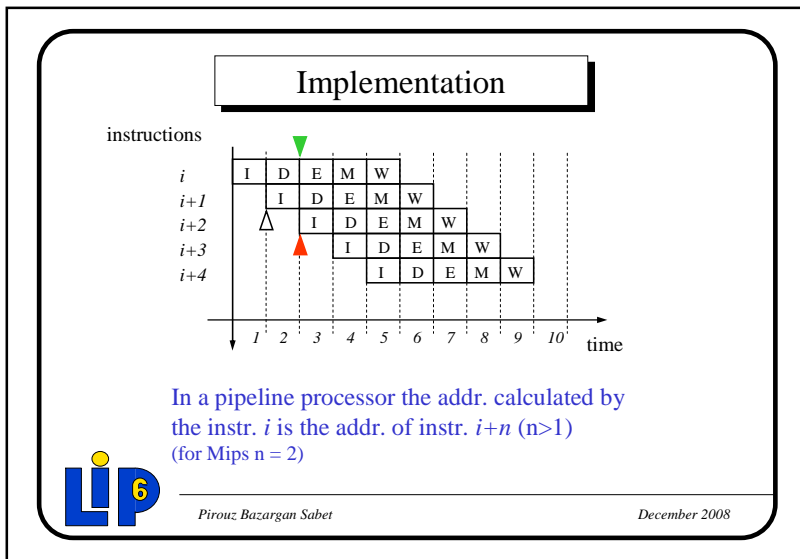 Implementation
instructions
i I D E M W
i+1 I D E M W
i+2 I D E M W
i+3 I D E M W
i+4 I D E M W
1 2 3 4 5 6 7 8 9 10
time
In a pipeline processor the addr. calculated by
the instr. i is the addr. of instr. i+n (n>1)
(for Mips n = 2)
LiP6
Pirouz Bazargan Sabet December 2008